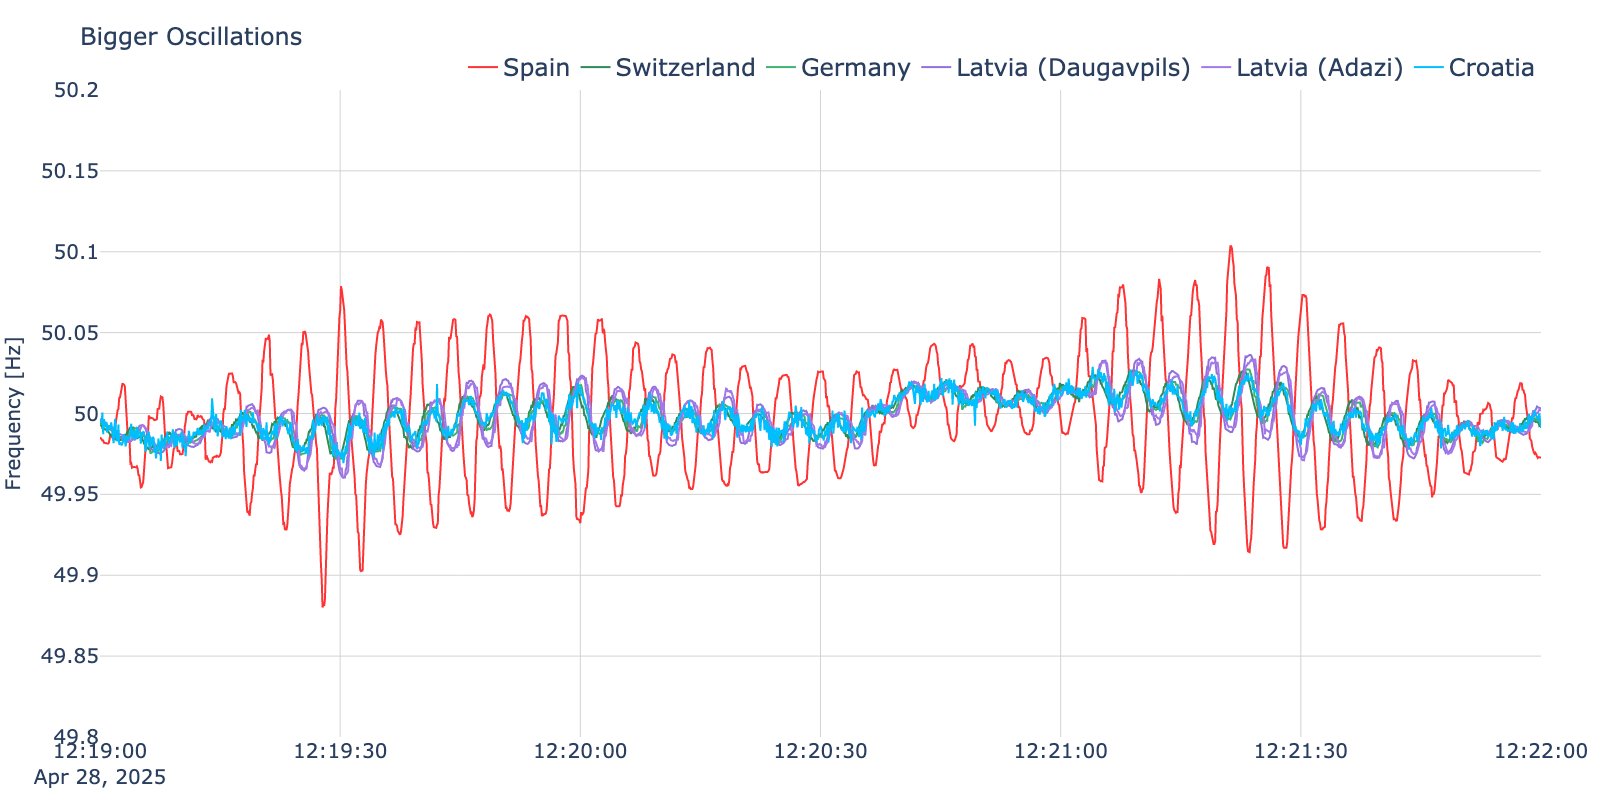 Bigger Oscillations
Spain Switzerland Germany Latvia (Daugavpils) Latvia (Adazi) Croatia
50.2
50.15
50.1
50.05
50
49.95
49.9
49.85
49.8
Frequency [Hz]
12:19:00 12:19:30 12:20:00 12:20:30 12:21:00 12:21:30 12:22:00
Apr 28, 2025